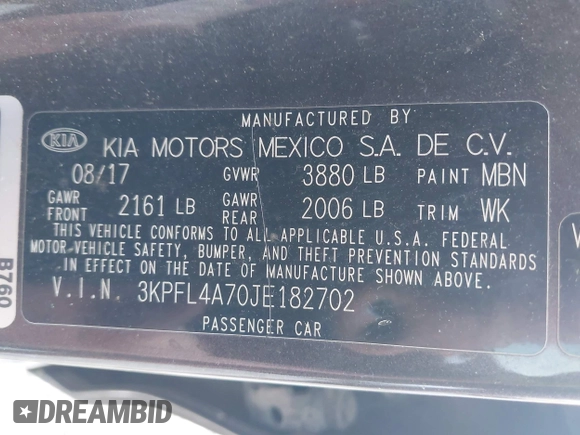 MANUFACTURED BY
KIA KIA MOTORS MEXICO S.A. DE C.V.
08/17 GVWR 3880 LB PAINT MBN
GAWR FRONT 2161 LB GAWR REAR 2006 LB TRIM WK
THIS VEHICLE CONFORMS TO ALL APPLICABLE U.S.A. FEDERAL
MOTOR-VEHICLE SAFETY, BUMPER, AND THEFT PREVENTION STANDARDS
IN EFFECT ON THE DATE OF MANUFACTURE SHOWN ABOVE.
V.I.N. 3KPFL4A70JE182702
PASSENGER CAR
B760
DREAMBID